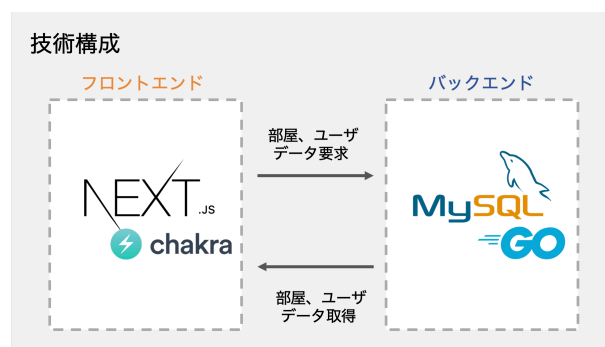 技術構成
フロントエンド
バックエンド
部屋、ユーザ
データ要求
NEXT.JS
chakra
MySQL
GO
部屋、ユーザ
データ取得